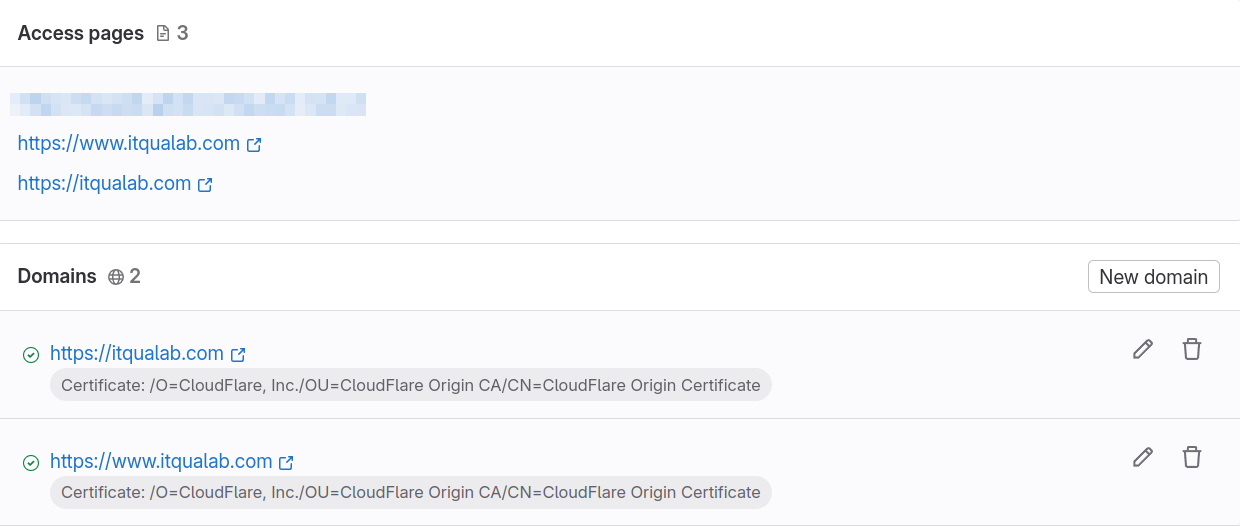 Access pages 3
https://www.itqualab.com
https://itqualab.com
Domains 2
New domain
https://itqualab.com
Certificate: /O=CloudFlare, Inc./OU=CloudFlare Origin CA/CN=CloudFlare Origin Certificate
https://www.itqualab.com
Certificate: /O=CloudFlare, Inc./OU=CloudFlare Origin CA/CN=CloudFlare Origin Certificate